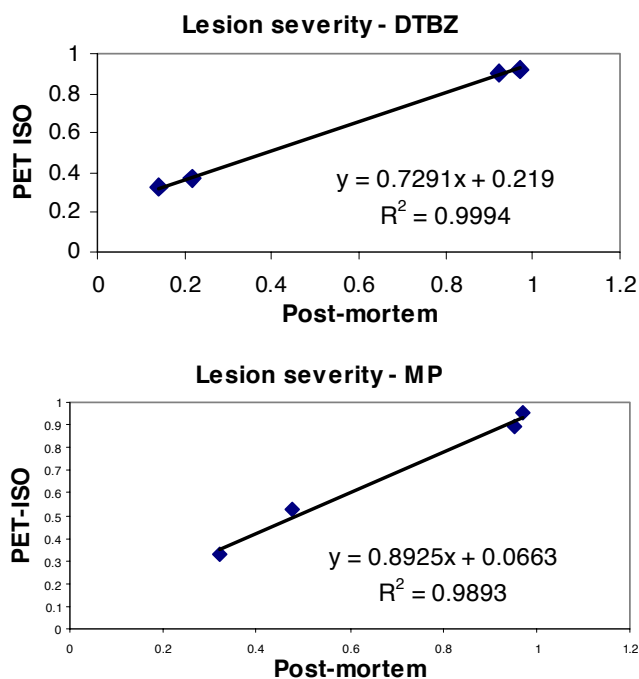 Lesion severity - DTBZ
PET ISO
1
0.8
0.6
0.4
0.2
0
y = 0.7291x + 0.219
R² = 0.9994
0 0.2 0.4 0.6 0.8 1 1.2
Post-mortem
Lesion severity - MP
PET-ISO
1
0.9
0.8
0.7
0.6
0.5
0.4
0.3
0.2
0.1
0
y = 0.8925x + 0.0663
R² = 0.9893
0 0.2 0.4 0.6 0.8 1 1.2
Post-mortem